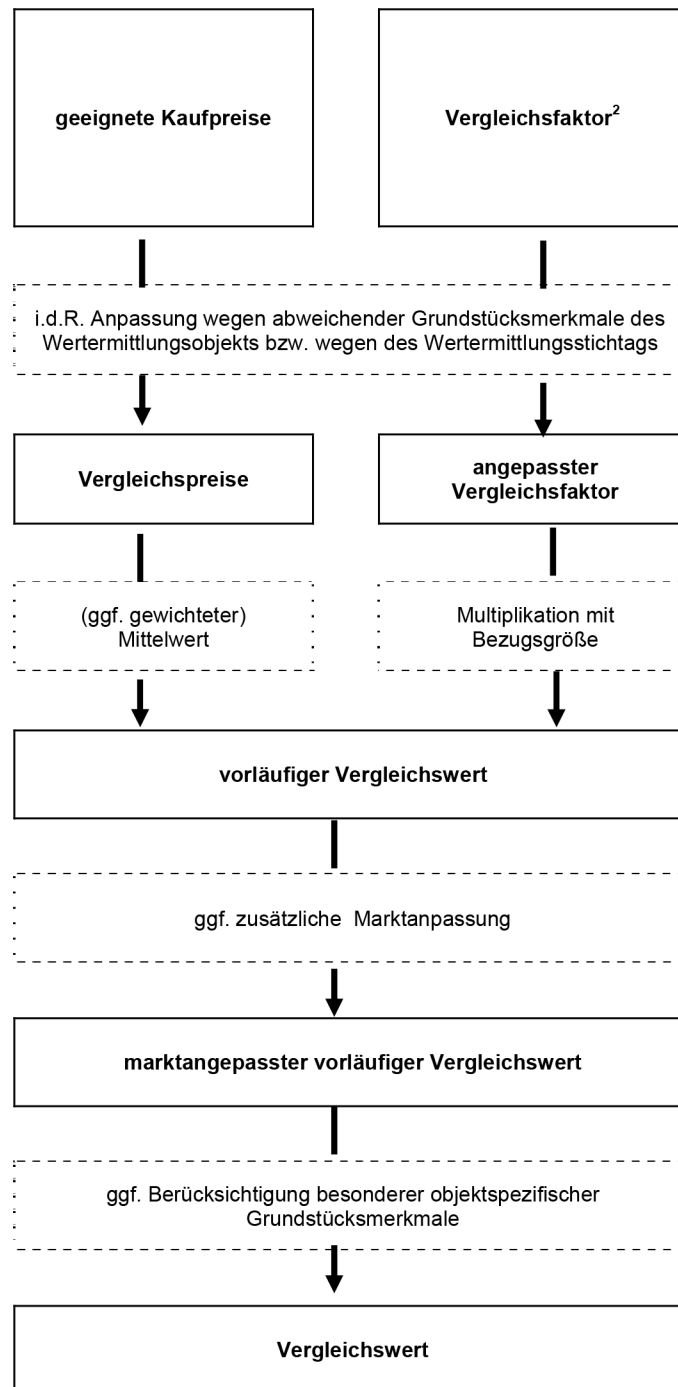 geeignete Kaufpreise
Vergleichsfaktor²
i.d.R. Anpassung wegen abweichender Grundstücksmerkmale des
Wertermittlungsobjekts bzw. wegen des Wertermittlungsstichtags
Vergleichspreise
angepasster
Vergleichsfaktor
(ggf. gewichteter)
Mittelwert
Multiplikation mit
Bezugsgröße
vorläufiger Vergleichswert
ggf. zusätzliche Marktanpassung
marktangepasster vorläufiger Vergleichswert
ggf. Berücksichtigung besonderer objektspezifischer
Grundstücksmerkmale
Vergleichswert